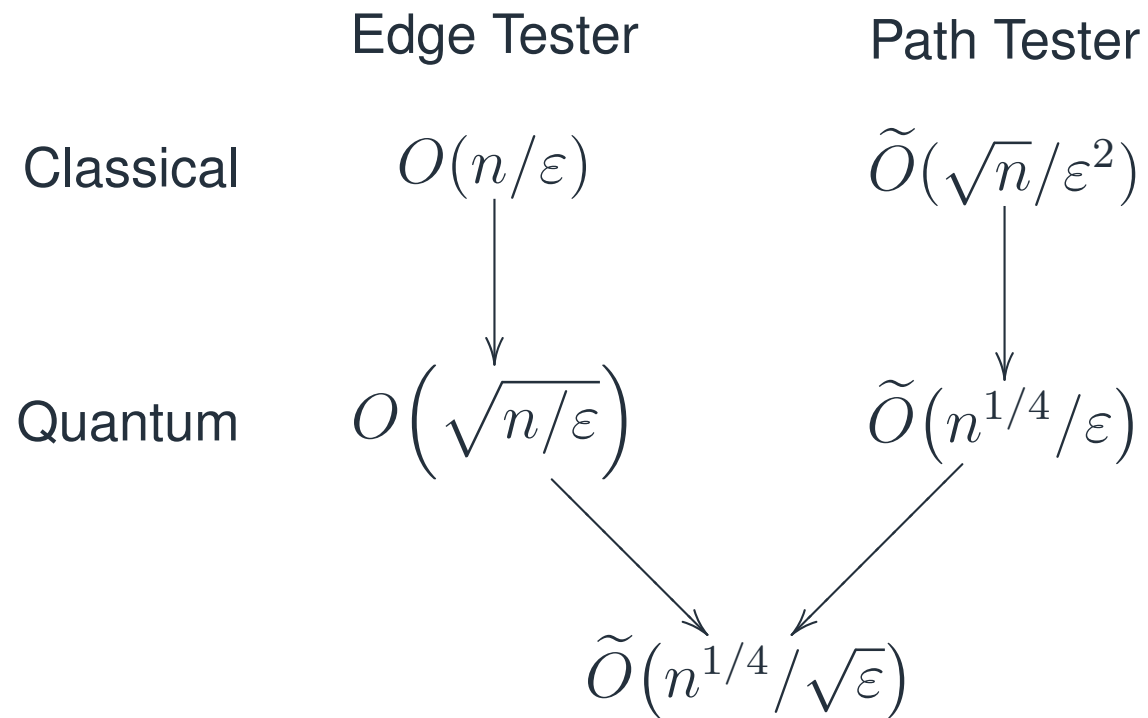 Edge Tester Path Tester
Classical O(n/ε) Õ(√n/ε²)
Quantum O(√(n/ε)) Õ(n^{1/4}/ε)
Õ(n^{1/4}/√ε)